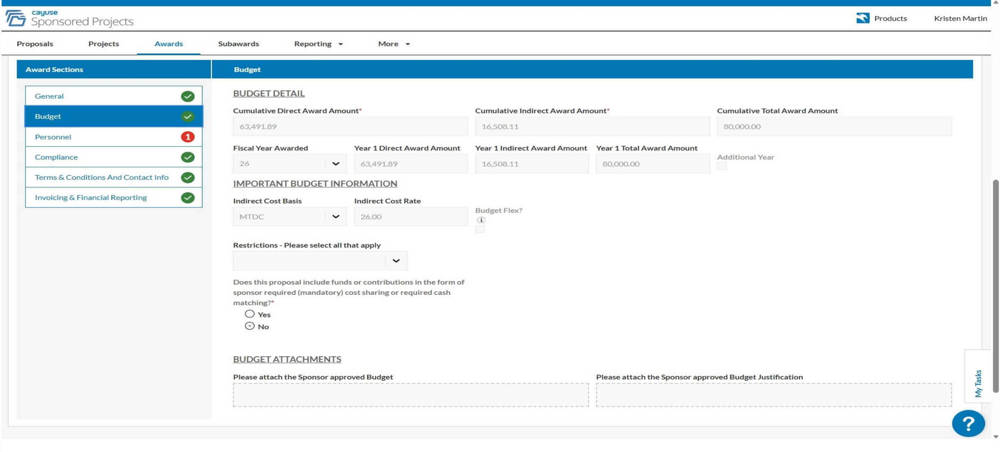 cayuse
Sponsored Projects
Products
Kristen Martin
Proposals
Projects
Awards
Subawards
Reporting
More
Award Sections
Budget
General
Budget
Personnel
1
Compliance
Terms & Conditions And Contact Info
Invoicing & Financial Reporting
BUDGET DETAIL
Cumulative Direct Award Amount*
Cumulative Indirect Award Amount*
Cumulative Total Award Amount
63,491.89
16,508.11
80,000.00
Fiscal Year Awarded
Year 1 Direct Award Amount
Year 1 Indirect Award Amount
Year 1 Total Award Amount
Additional Year
26
63,491.89
16,508.11
80,000.00
IMPORTANT BUDGET INFORMATION
Indirect Cost Basis
Indirect Cost Rate
Budget Flex?
MTDC
26.00
Restrictions - Please select all that apply
Does this proposal include funds or contributions in the form of
sponsor required (mandatory) cost sharing or required cash
matching?*
Yes
No
BUDGET ATTACHMENTS
Please attach the Sponsor approved Budget
Please attach the Sponsor approved Budget Justification
My Tasks
?